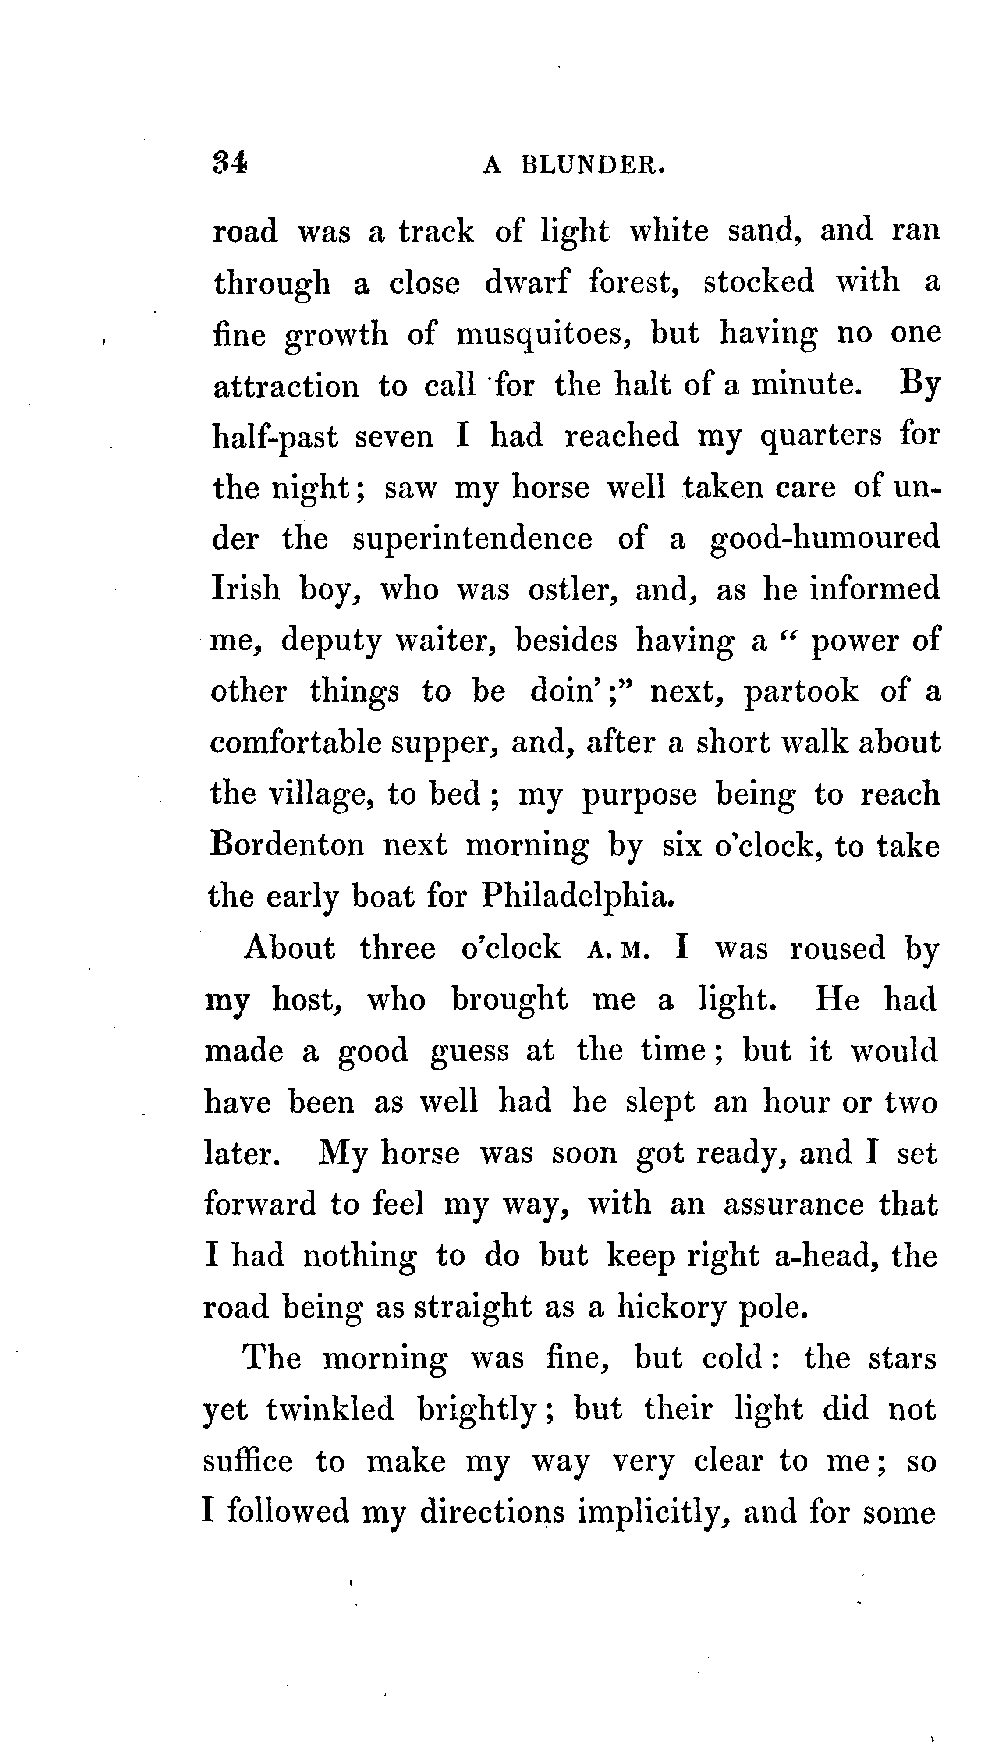 34 A BLUNDER.
road was a track of light white sand, and ran
through a close dwarf forest, stocked with a
fine growth of musquitoes, but having no one
attraction to call for the halt of a minute. By
half-past seven I had reached my quarters for
the night; saw my horse well taken care of un-
der the superintendence of a good-humoured
Irish boy, who was ostler, and, as he informed
me, deputy waiter, besides having a “ power of
other things to be doin’;” next, partook of a
comfortable supper, and, after a short walk about
the village, to bed; my purpose being to reach
Bordenton next morning by six o’clock, to take
the early boat for Philadelphia.
About three o’clock A. M. I was roused by
my host, who brought me a light. He had
made a good guess at the time; but it would
have been as well had he slept an hour or two
later. My horse was soon got ready, and I set
forward to feel my way, with an assurance that
I had nothing to do but keep right a-head, the
road being as straight as a hickory pole.
The morning was fine, but cold: the stars
yet twinkled brightly; but their light did not
suffice to make my way very clear to me; so
I followed my directions implicitly, and for some